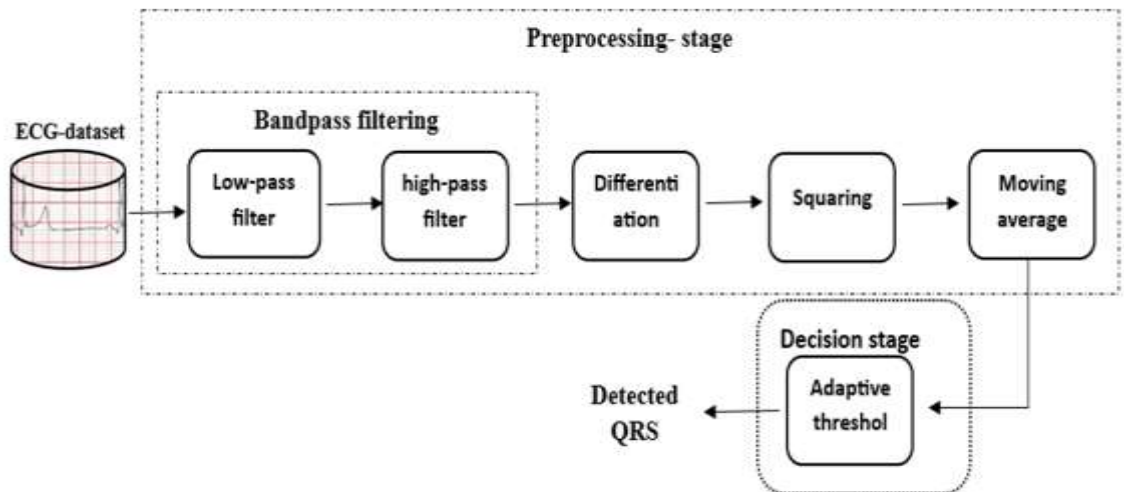 Preprocessing- stage
Bandpass filtering
ECG-dataset
Low-pass
filter
high-pass
filter
Differenti
ation
Squaring
Moving
average
Decision stage
Adaptive
threshol
Detected
QRS